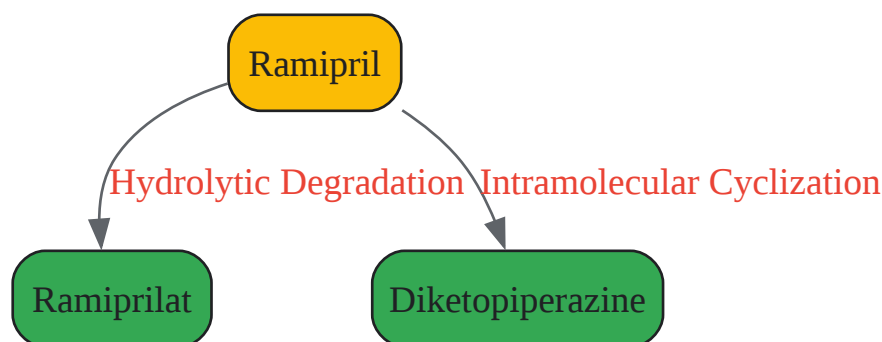 Ramipril
Hydrolytic Degradation
Intramolecular Cyclization
Ramiprilat
Diketopiperazine